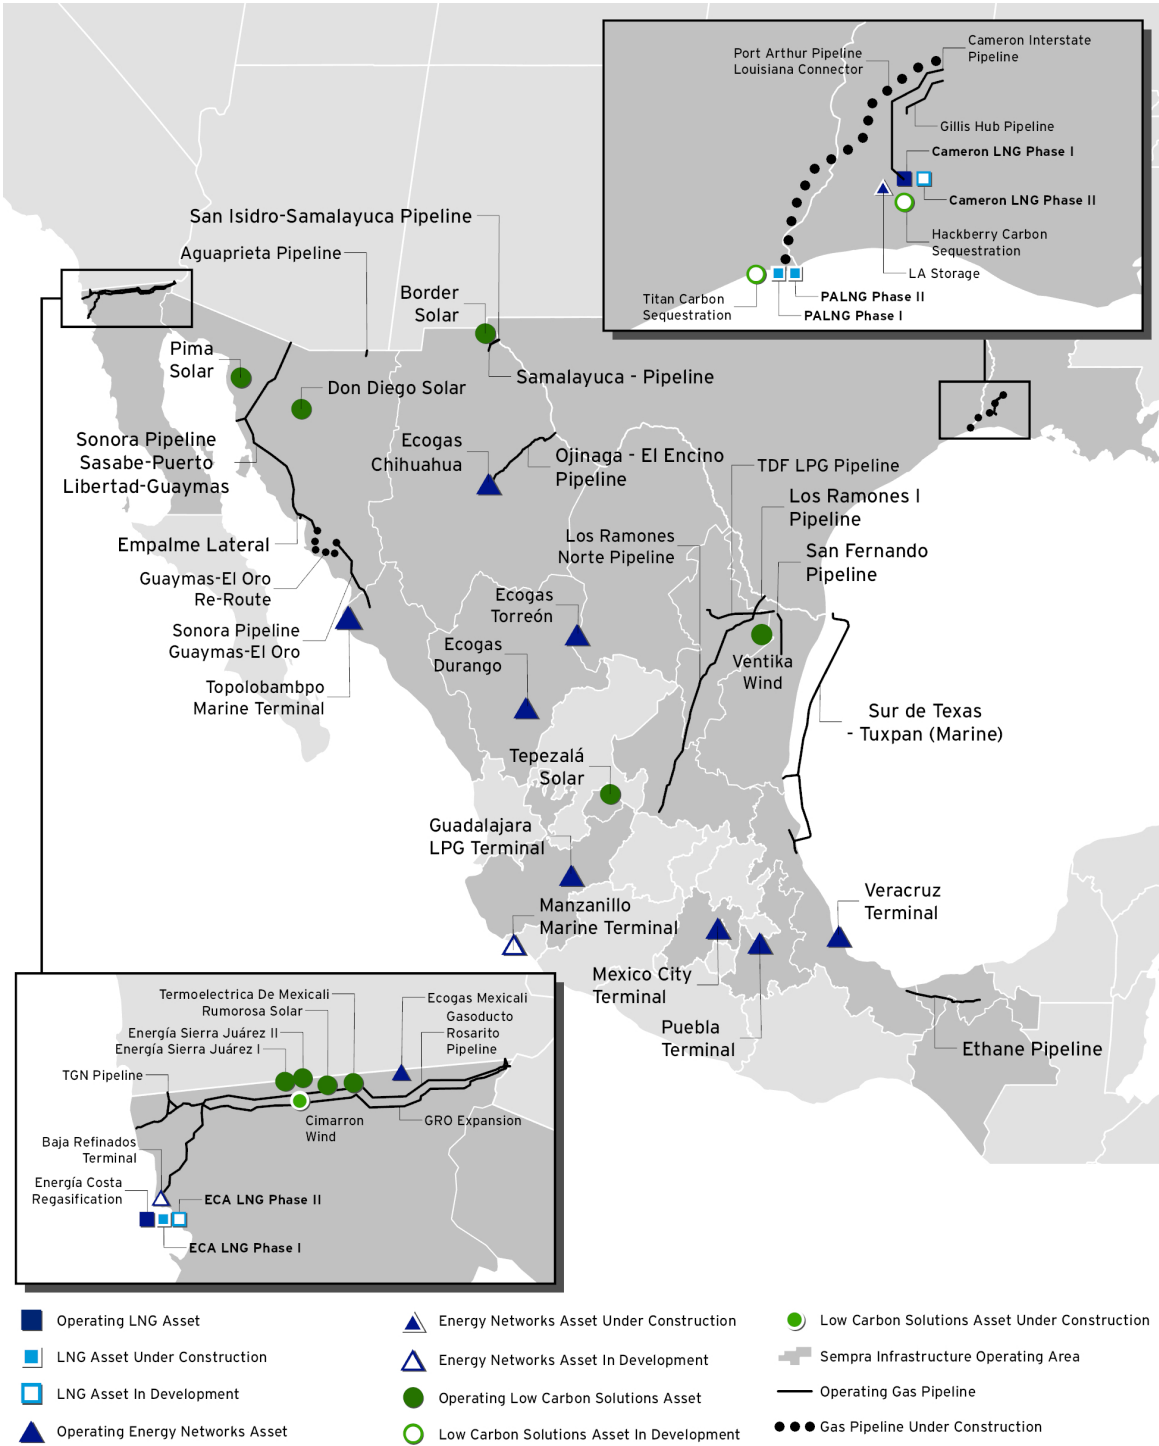 Port Arthur Pipeline
Louisiana Connector
Cameron Interstate
Pipeline
Gillis Hub Pipeline
Cameron LNG Phase I
Cameron LNG Phase II
Hackberry Carbon
Sequestration
LA Storage
Titan Carbon
Sequestration
PALNG Phase II
PALNG Phase I
San Isidro-Samalayuca Pipeline
Aguaprieta Pipeline
Border
Solar
Pima
Solar
Don Diego Solar
Samalayuca - Pipeline
Sonora Pipeline
Sasabe-Puerto
Libertad-Guaymas
Ecogas
Chihuahua
Ojinaga - El Encino
Pipeline
TDF LPG Pipeline
Los Ramones I
Pipeline
Los Ramones
Norte Pipeline
San Fernando
Pipeline
Empalme Lateral
Guaymas-El Oro
Re-Route
Sonora Pipeline
Guaymas-El Oro
Ecogas
Torreón
Ecogas
Durango
Ventika
Wind
Topolobambpo
Marine Terminal
Sur de Texas
- Tuxpan (Marine)
Tepezalá
Solar
Guadalajara
LPG Terminal
Manzanillo
Marine Terminal
Veracruz
Terminal
Mexico City
Terminal
Puebla
Terminal
Ethane Pipeline
Termoelectrica De Mexicali
Rumorosa Solar
Energía Sierra Juárez II
Energía Sierra Juárez I
Ecogas Mexicali
Gasoducto
Rosarito
Pipeline
TGN Pipeline
Cimarron
Wind
GRO Expansion
Baja Refinados
Terminal
Energía Costa
Regasification
ECA LNG Phase II
ECA LNG Phase I
Operating LNG Asset
LNG Asset Under Construction
LNG Asset In Development
Operating Energy Networks Asset
Energy Networks Asset Under Construction
Energy Networks Asset In Development
Operating Low Carbon Solutions Asset
Low Carbon Solutions Asset In Development
Low Carbon Solutions Asset Under Construction
Sempra Infrastructure Operating Area
Operating Gas Pipeline
Gas Pipeline Under Construction